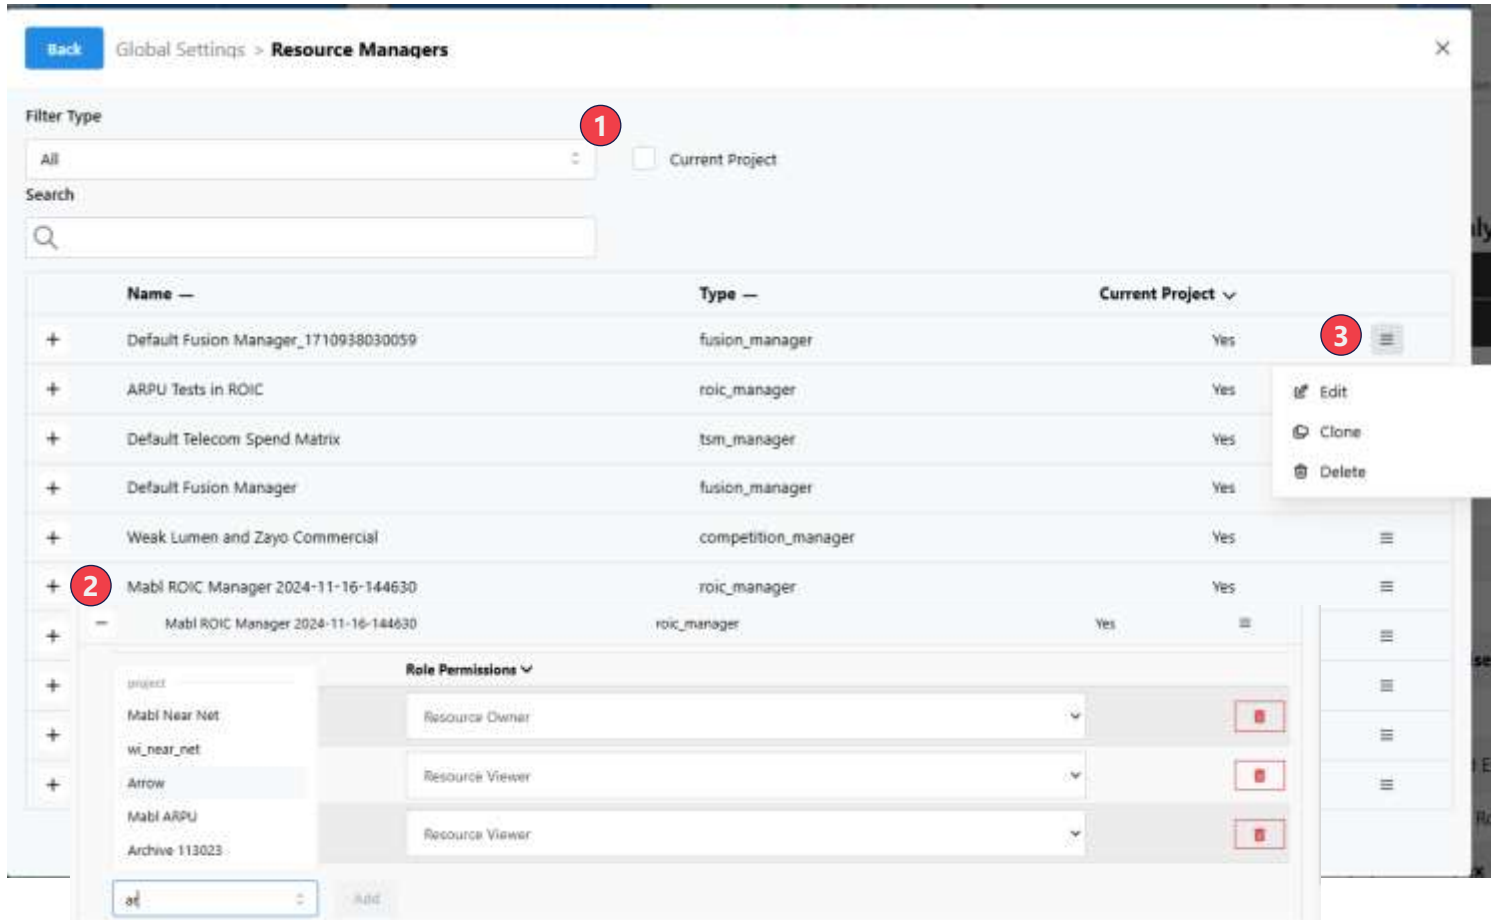 Back Global Settings > Resource Managers
Filter Type
1
All
Current Project
Search
Name — Type — Current Project
Default Fusion Manager_1710938030059 fusion_manager Yes 3
ARPU Tests in ROIC roic_manager Yes
Edit
Default Telecom Spend Matrix tsm_manager Yes
Clone
Default Fusion Manager fusion_manager Yes
Delete
Weak Lumen and Zayo Commercial competition_manager Yes
2 Mabl ROIC Manager 2024-11-16-144630 roic_manager Yes
Mabl ROIC Manager 2024-11-16-144630 roic_manager Yes
Role Permissions
project
Mabl Near Net
Resource Owner
wi_near_net
Arrow
Resource Viewer
Mabl ARPU
Resource Viewer
Archive 113023
Add